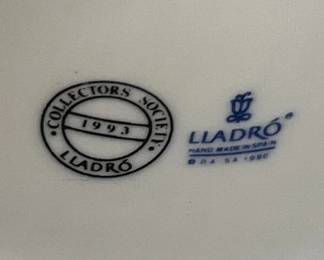 COLLECTORS SOCIETY
1993
LLADRÓ
LLADRÓ®
HAND MADE IN SPAIN